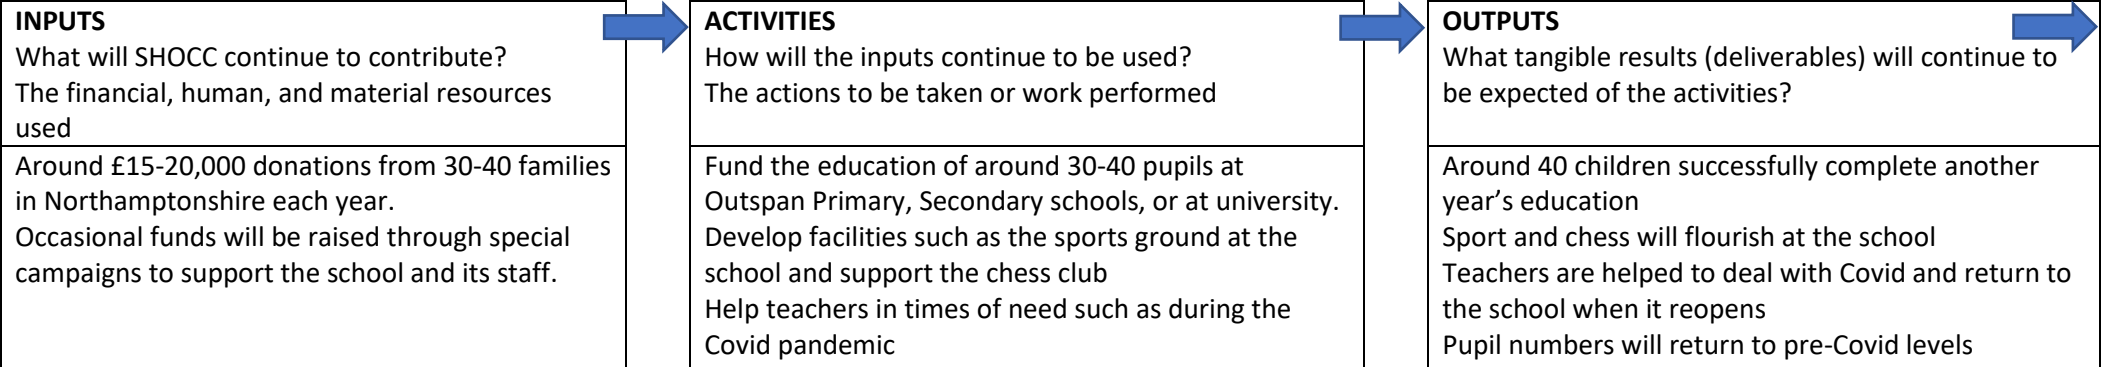 INPUTS
What will SHOCC continue to contribute?
The financial, human, and material resources
used
Around £15-20,000 donations from 30-40 families
in Northamptonshire each year.
Occasional funds will be raised through special
campaigns to support the school and its staff.
ACTIVITIES
How will the inputs continue to be used?
The actions to be taken or work performed
Fund the education of around 30-40 pupils at
Outspan Primary, Secondary schools, or at university.
Develop facilities such as the sports ground at the
school and support the chess club
Help teachers in times of need such as during the
Covid pandemic
OUTPUTS
What tangible results (deliverables) will continue to
be expected of the activities?
Around 40 children successfully complete another
year’s education
Sport and chess will flourish at the school
Teachers are helped to deal with Covid and return to
the school when it reopens
Pupil numbers will return to pre-Covid levels